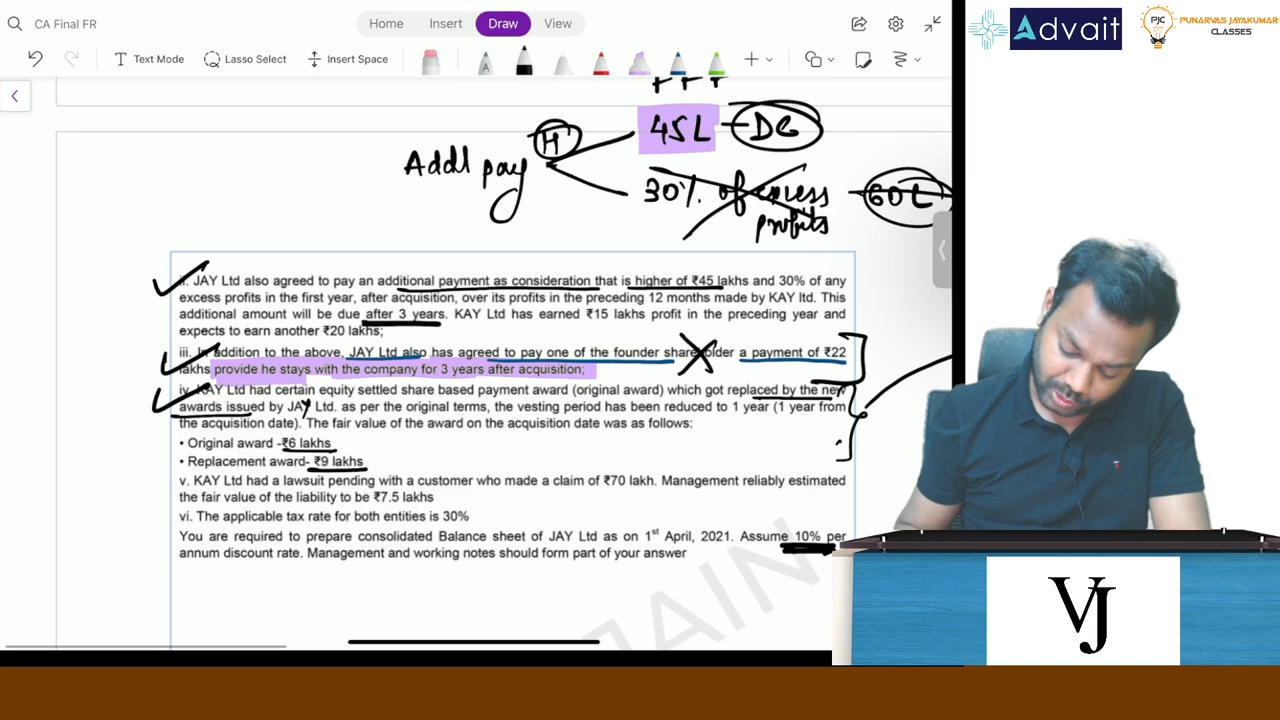 CA Final FR
Home Insert Draw View
Advait
PJC
PUNARVAS JAYAKUMAR
CLASSES
Text Mode Lasso Select Insert Space
Addl pay
H
45L DC
30% of excess profits 60L
ii. JAY Ltd also agreed to pay an additional payment as consideration that is higher of ₹45 lakhs and 30% of any
excess profits in the first year, after acquisition, over its profits in the preceding 12 months made by KAY ltd. This
additional amount will be due after 3 years. KAY Ltd has earned ₹15 lakhs profit in the preceding year and
expects to earn another ₹20 lakhs;
iii. In addition to the above, JAY Ltd also has agreed to pay one of the founder shareholder a payment of ₹22
lakhs provide he stays with the company for 3 years after acquisition;
iv. KAY Ltd had certain equity settled share based payment award (original award) which got replaced by the new
awards issued by JAY Ltd. as per the original terms, the vesting period has been reduced to 1 year (1 year from
the acquisition date). The fair value of the award on the acquisition date was as follows:
• Original award -₹6 lakhs
• Replacement award- ₹9 lakhs
v. KAY Ltd had a lawsuit pending with a customer who made a claim of ₹70 lakh. Management reliably estimated
the fair value of the liability to be ₹7.5 lakhs
vi. The applicable tax rate for both entities is 30%
You are required to prepare consolidated Balance sheet of JAY Ltd as on 1st April, 2021. Assume 10% per
annum discount rate. Management and working notes should form part of your answer
JAIN
VJ